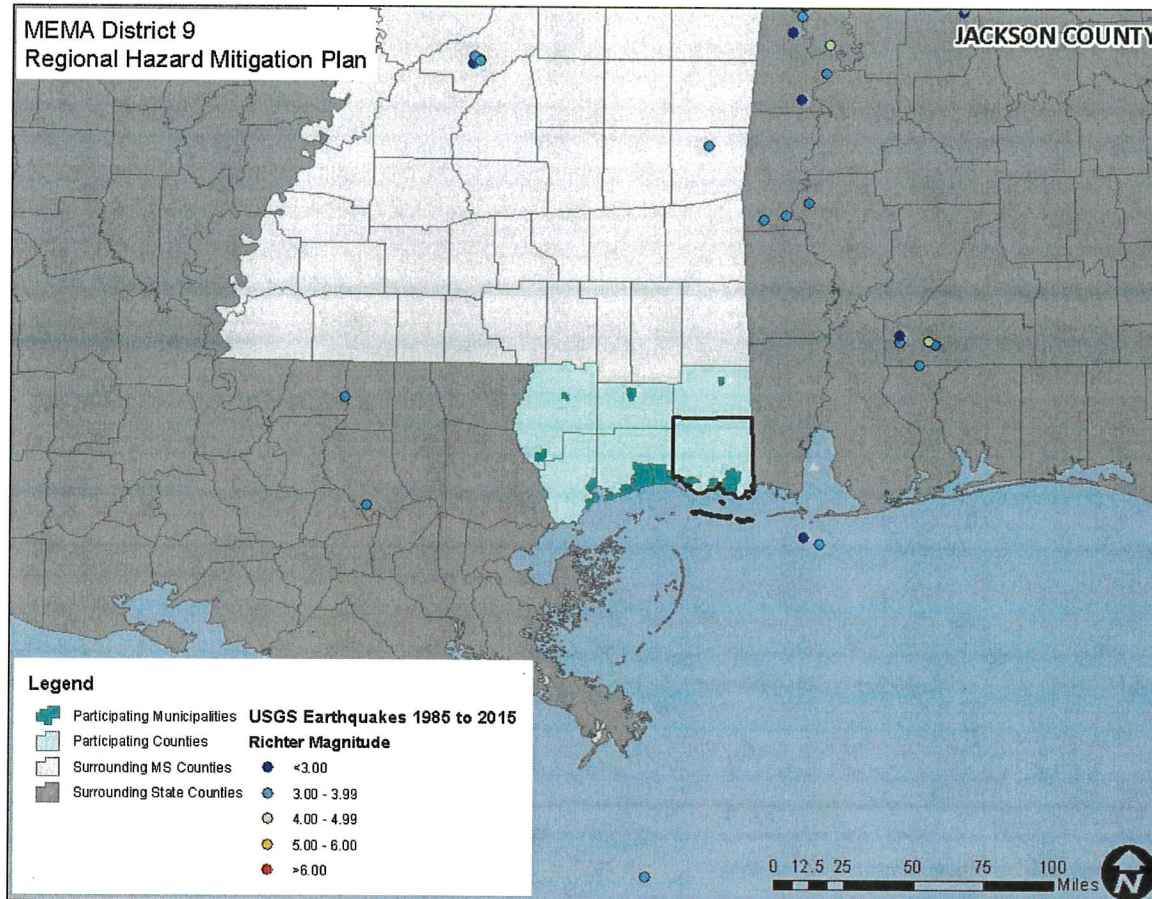 MEMA District 9
Regional Hazard Mitigation Plan
JACKSON COUNTY
Legend
Participating Municipalities
Participating Counties
Surrounding MS Counties
Surrounding State Counties
USGS Earthquakes 1985 to 2015
Richter Magnitude
<3.00
3.00 - 3.99
4.00 - 4.99
5.00 - 6.00
>6.00
0 12.5 25 50 75 100
Miles
N